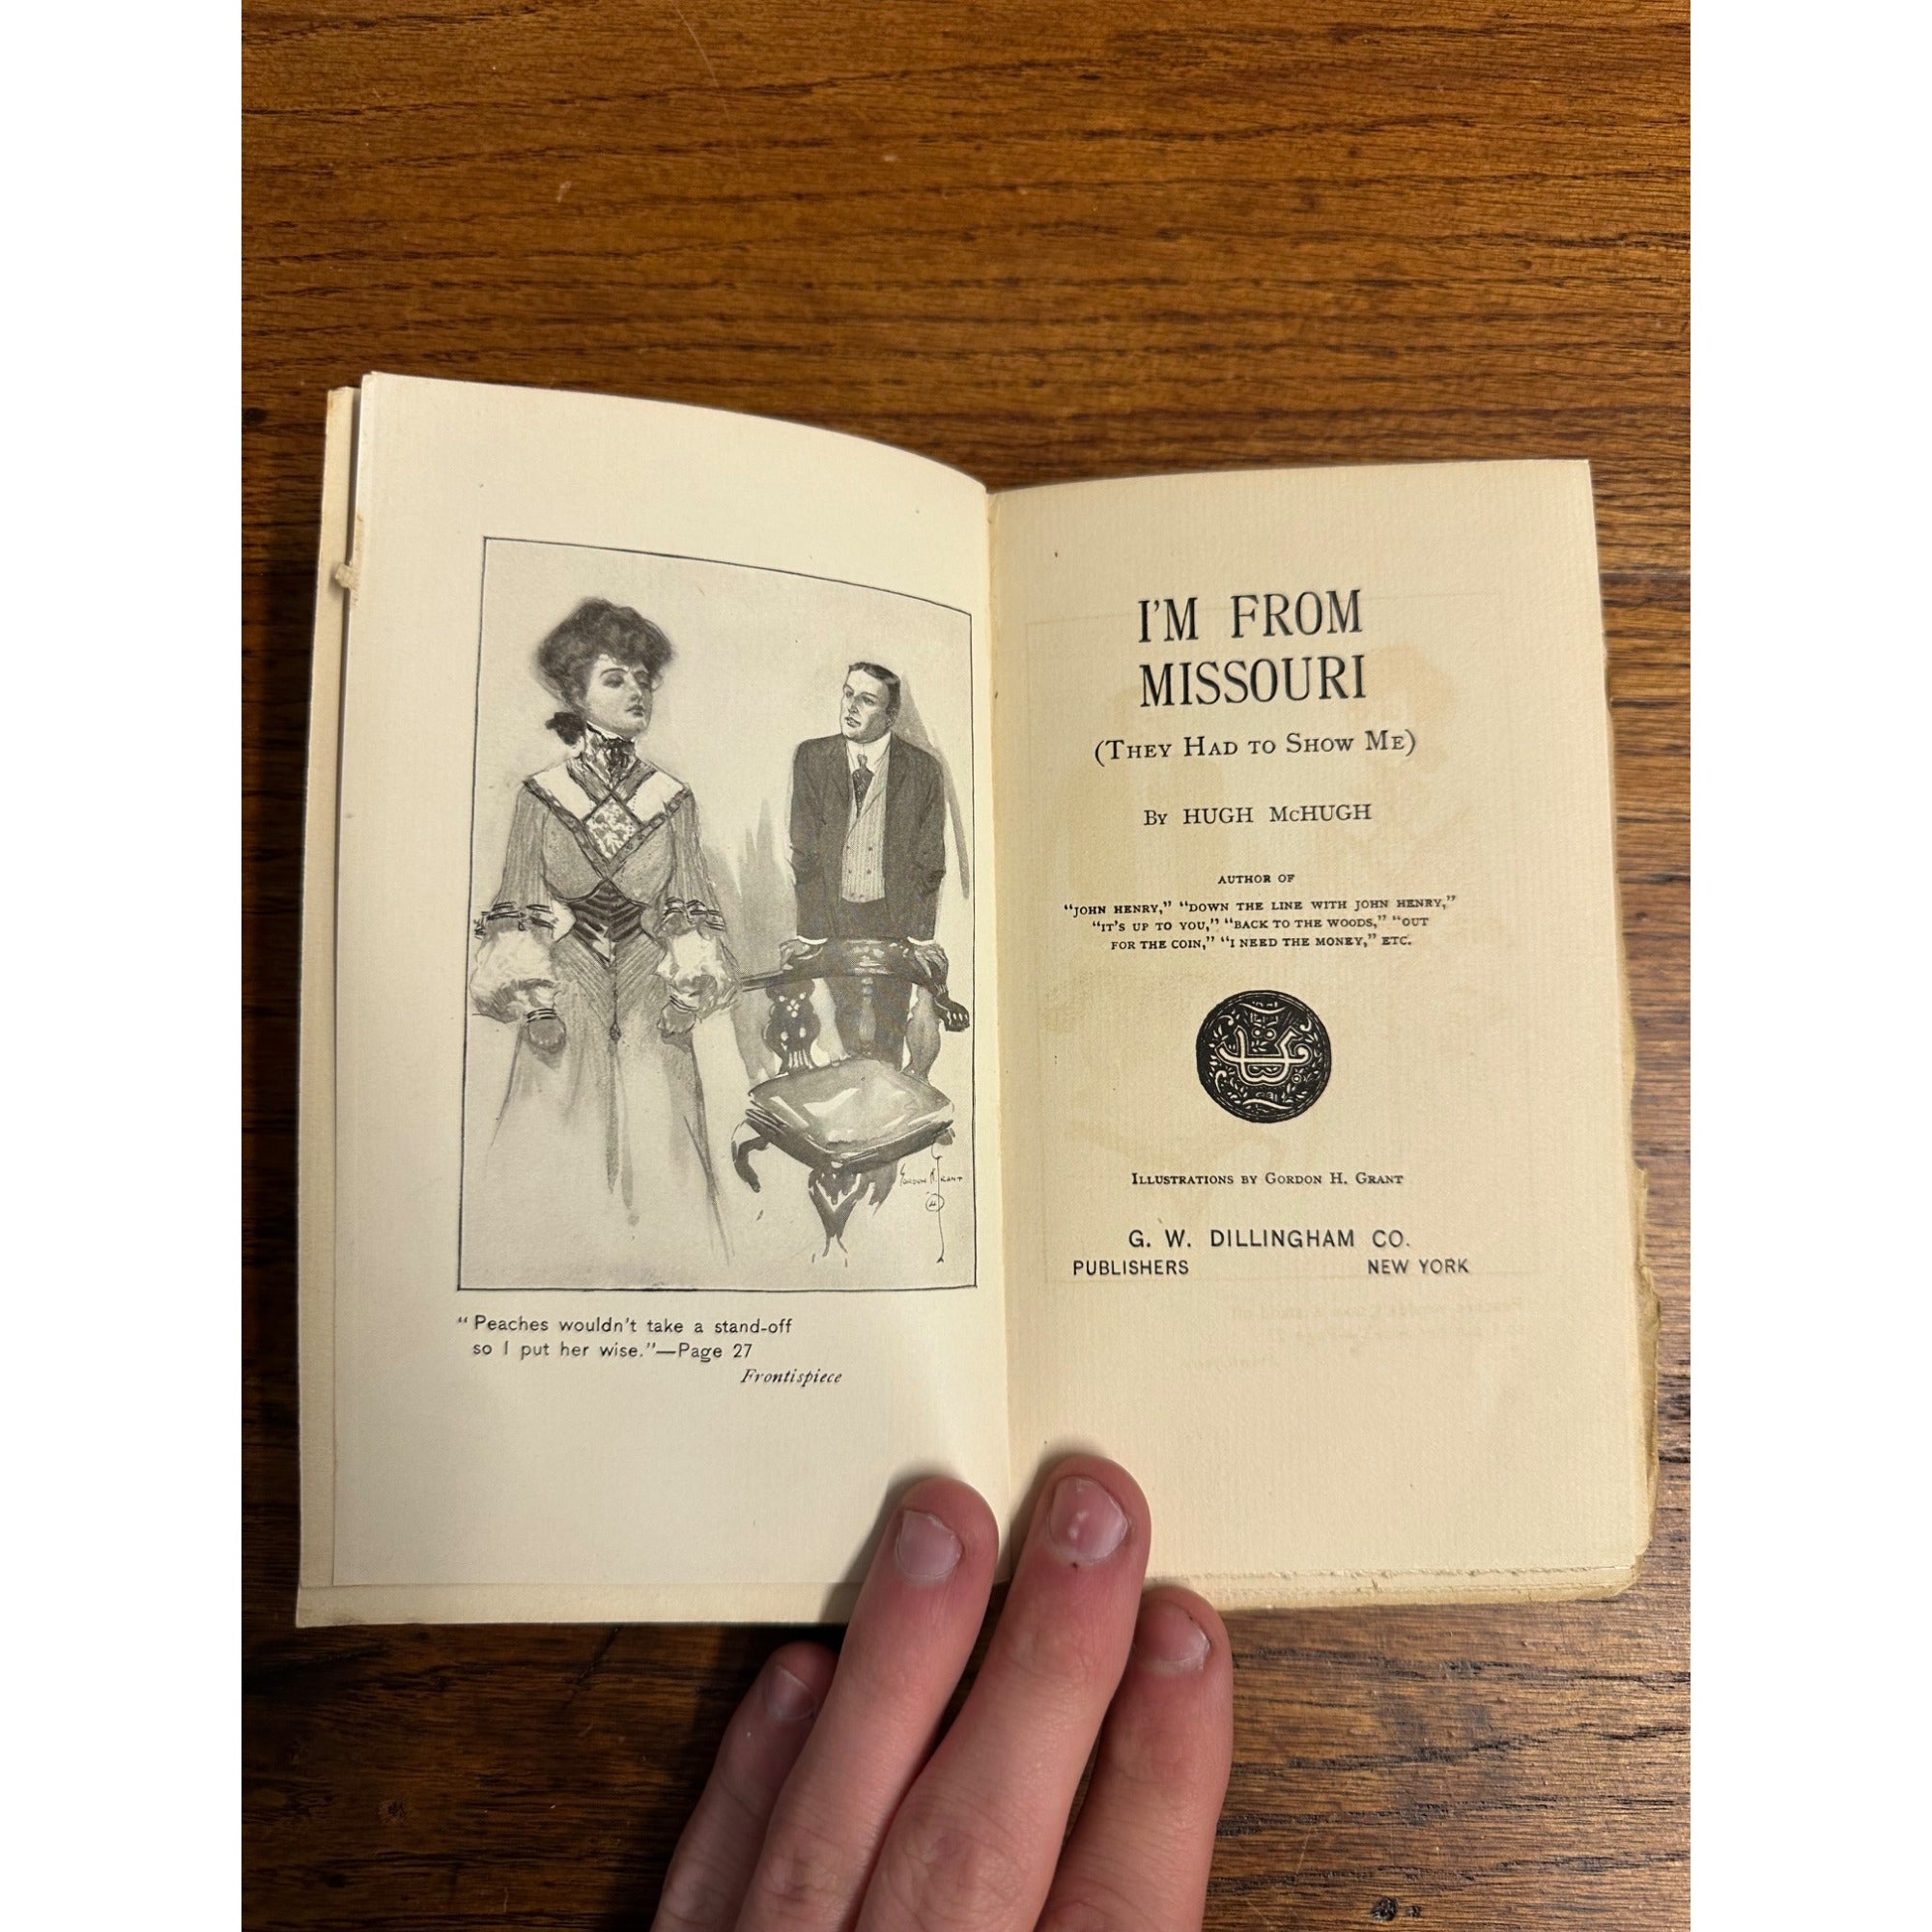 "Peaches wouldn't take a stand-off
so I put her wise."—Page 27
Frontispiece
GORDON H. GRANT
I'M FROM
MISSOURI
(THEY HAD TO SHOW ME)
BY HUGH McHUGH
AUTHOR OF
"JOHN HENRY," "DOWN THE LINE WITH JOHN HENRY,"
"IT'S UP TO YOU," "BACK TO THE WOODS," "OUT
FOR THE COIN," "I NEED THE MONEY," ETC.
ILLUSTRATIONS BY GORDON H. GRANT
G. W. DILLINGHAM CO.
PUBLISHERS NEW YORK